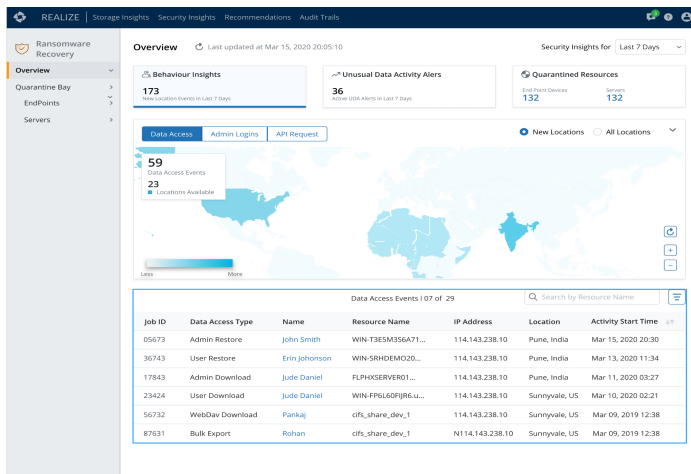 REALIZE Storage Insights Security Insights Recommendations Audit Trails
Ransomware
Recovery
Overview
Quarantine Bay
EndPoints
Servers
Overview Last updated at Mar 15, 2020 20:05:10 Security Insights for Last 7 Days
Behaviour Insights
173
New Location Events in Last 7 Days
Unusual Data Activity Alers
36
Active UDA Alerts in Last 7 Days
Quarantined Resources
End Point Devices Servers
132 132
Data Access Admin Logins API Request New Locations All Locations
59
Data Access Events
23
Locations Available
Less More
Data Access Events I 07 of 29 Search by Resource Name
Job ID Data Access Type Name Resource Name IP Address Location Activity Start Time
05673 Admin Restore John Smith WIN-T3E5M3S6A71... 114.143.238.10 Pune, India Mar 15, 2020 20:30
36743 User Restore Erin Johonson WIN-SRHDEMO20... 114.143.238.10 Pune, India Mar 13, 2020 11:34
17843 Admin Download Jude Daniel FLPHXSERVER01... 114.143.238.10 Pune, India Mar 11, 2020 03:27
23424 User Download Jude Daniel WIN-FP6L60FIJR6.u... 114.143.238.10 Sunnyvale, US Mar 10, 2020 02:21
56732 WebDav Download Pankaj cifs_share_dev_1 114.143.238.10 Sunnyvale, US Mar 09, 2019 12:38
87631 Bulk Export Rohan cifs_share_dev_1 N114.143.238.10 Sunnyvale, US Mar 09, 2019 12:38